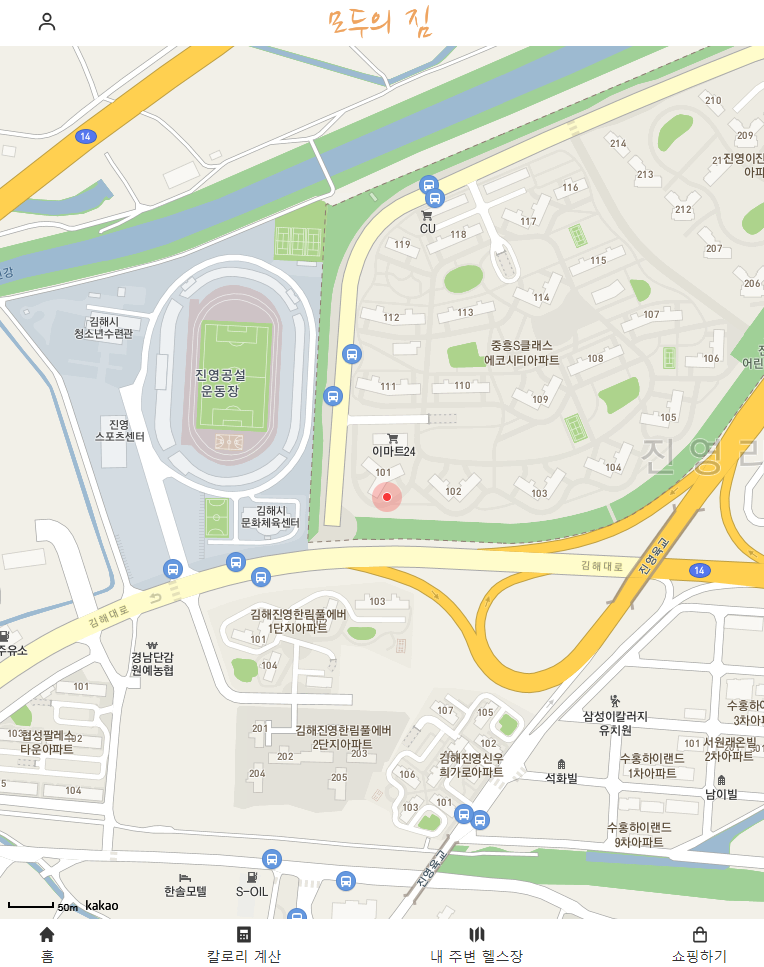 모두의 짐
14
210
209
214
213
진영이진
아파
212
207
206
116
117
118
119
CU
115
114
113
112
107
106
중흥S클래스
에코시티아파트
108
111
110
109
105
104
이마트24
101
102
103
진영리
어린
김해시
청소년수련관
진영공설
운동장
진영
스포츠센터
김해시
문화체육센터
김해대로
진영육교
14
김해대로
주유소
경남단감
원예농협
김해진영한림풀에버
1단지아파트
103
101
104
101
협성팔레스
타운아파트
103
102
104
201
202
203
204
205
김해진영한림풀에버
2단지아파트
107
105
102
김해진영신우
희가로아파트
106
103
101
삼성이칼러지
유치원
수홍하이
3차아파
101
서원래온빌
2차아파트
수홍하이랜드
1차아파트
석화빌
남이빌
수홍하이랜드
9차아파트
진영육교
한솔모텔
S-OIL
50m
kakao
홈
칼로리 계산
내 주변 헬스장
쇼핑하기